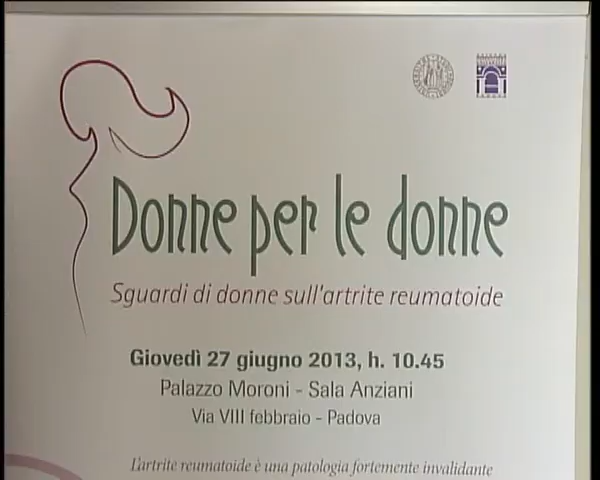 Donne per le donne
Sguardi di donne sull'artrite reumatoide
Giovedì 27 giugno 2013, h. 10.45
Palazzo Moroni - Sala Anziani
Via VIII febbraio - Padova
L'artrite reumatoide è una patologia fortemente invalidante